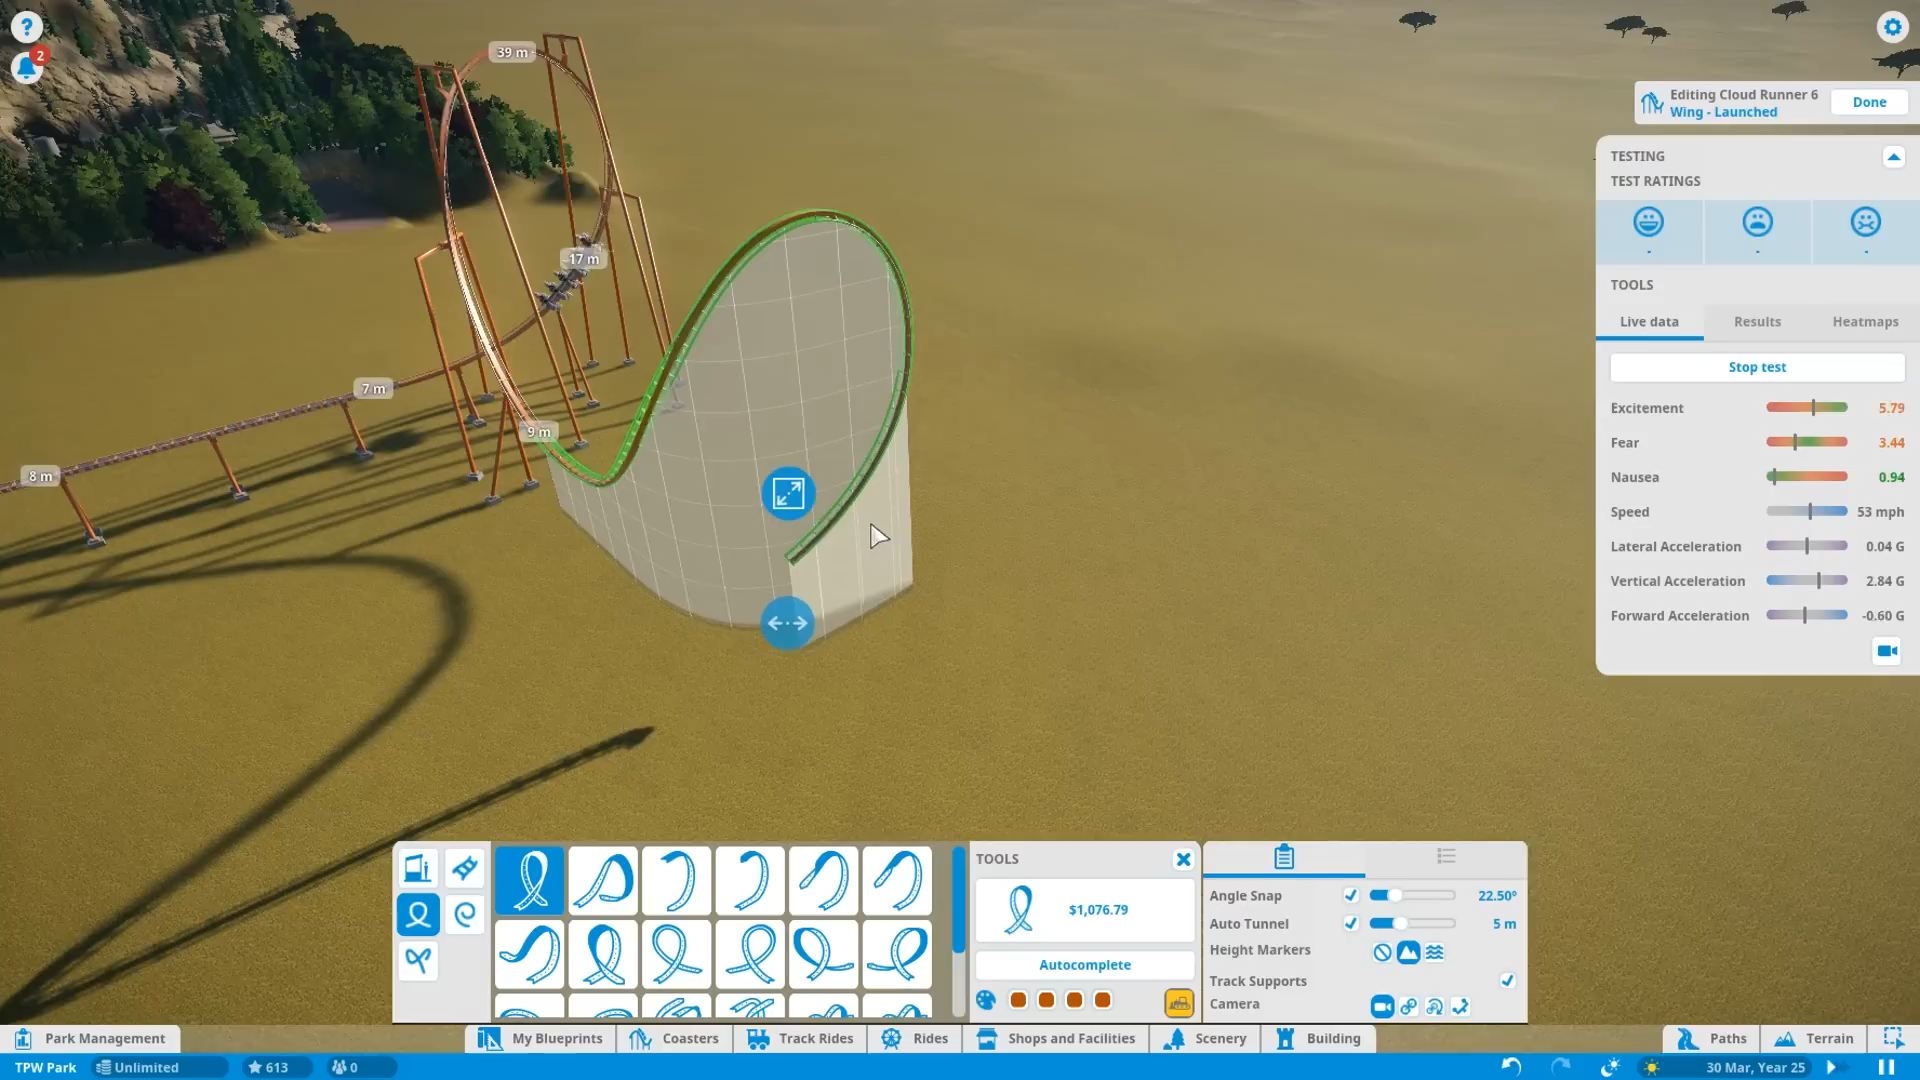 ?
2
39 m
17 m
7 m
9 m
8 m
Editing Cloud Runner 6
Wing - Launched
Done
TESTING
TEST RATINGS
- - -
TOOLS
Live data Results Heatmaps
Stop test
Excitement 5.79
Fear 3.44
Nausea 0.94
Speed 53 mph
Lateral Acceleration 0.04 G
Vertical Acceleration 2.84 G
Forward Acceleration -0.60 G
TOOLS
$1,076.79
Autocomplete
Angle Snap 22.50°
Auto Tunnel 5 m
Height Markers
Track Supports
Camera
Park Management My Blueprints Coasters Track Rides Rides Shops and Facilities Scenery Building Paths Terrain
TPW Park Unlimited 613 0 30 Mar, Year 25